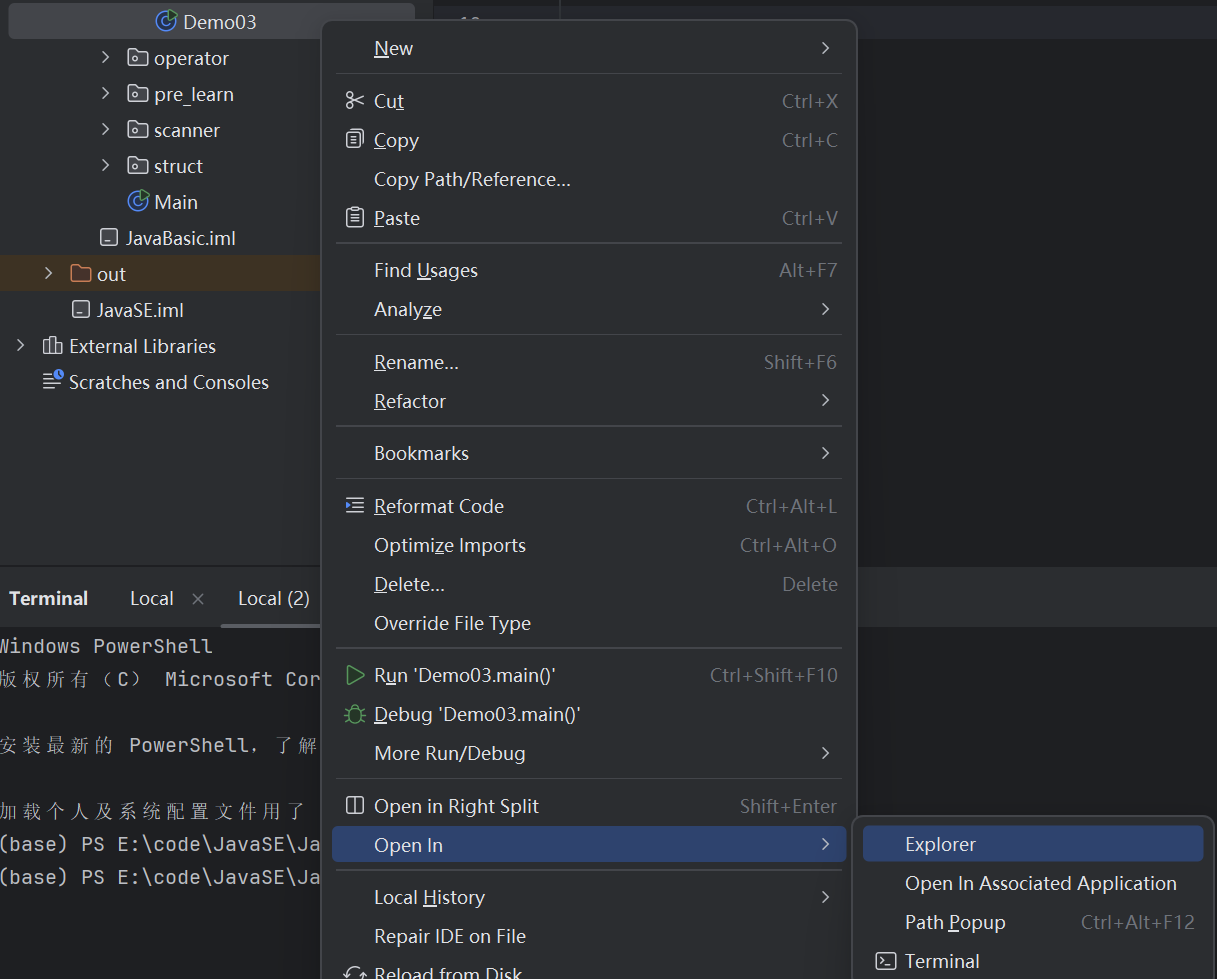 Demo03
operator
pre_learn
scanner
struct
Main
JavaBasic.iml
out
JavaSE.iml
External Libraries
Scratches and Consoles
Terminal Local Local (2)
Windows PowerShell
版权所有（C） Microsoft Cor
安装最新的 PowerShell，了解
加载个人及系统配置文件用了
(base) PS E:\code\JavaSE\Ja
(base) PS E:\code\JavaSE\Ja
New
Cut Ctrl+X
Copy Ctrl+C
Copy Path/Reference...
Paste Ctrl+V
Find Usages Alt+F7
Analyze
Rename... Shift+F6
Refactor
Bookmarks
Reformat Code Ctrl+Alt+L
Optimize Imports Ctrl+Alt+O
Delete... Delete
Override File Type
Run 'Demo03.main()' Ctrl+Shift+F10
Debug 'Demo03.main()'
More Run/Debug
Open in Right Split Shift+Enter
Open In
Local History
Repair IDE on File
Reload from Disk
Explorer
Open In Associated Application
Path Popup Ctrl+Alt+F12
Terminal